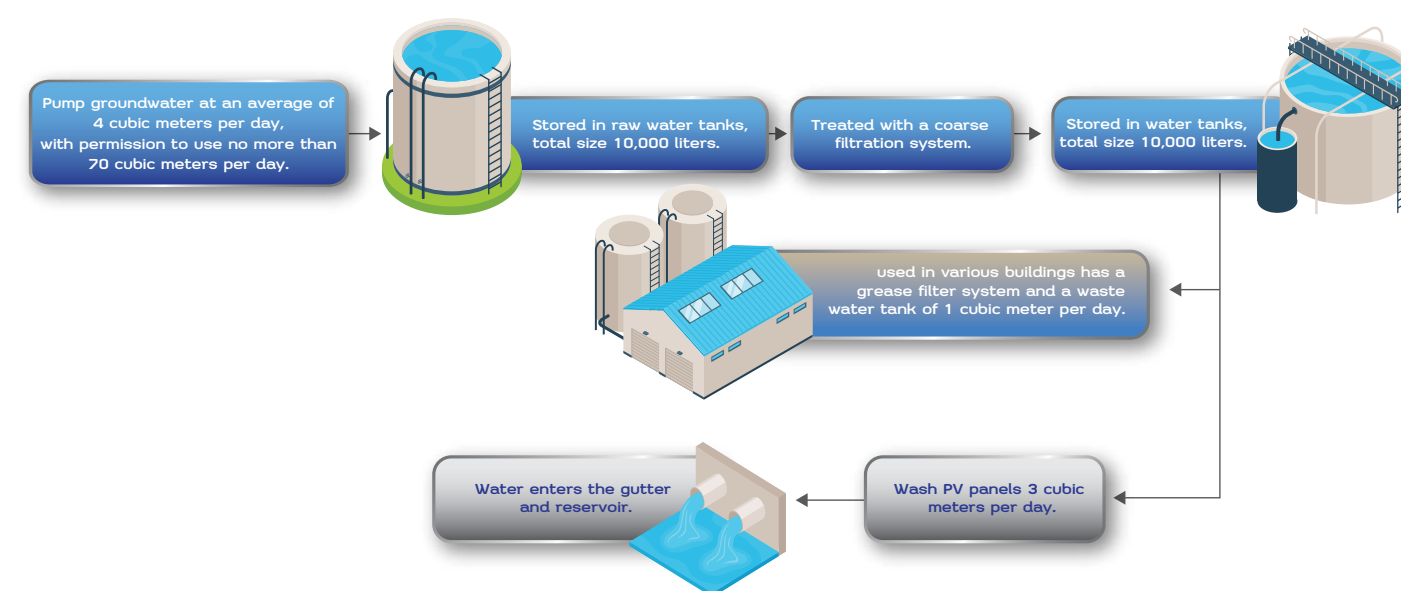 Pump groundwater at an average of
4 cubic meters per day,
with permission to use no more than
70 cubic meters per day.
Stored in raw water tanks,
total size 10,000 liters.
Treated with a coarse
filtration system.
Stored in water tanks,
total size 10,000 liters.
used in various buildings has a
grease filter system and a waste
water tank of 1 cubic meter per day.
Wash PV panels 3 cubic
meters per day.
Water enters the gutter
and reservoir.